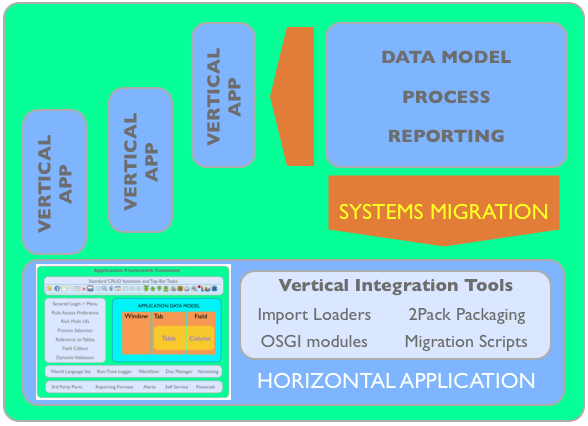 VERTICAL
APP
VERTICAL
APP
VERTICAL
APP
DATA MODEL
PROCESS
REPORTING
SYSTEMS MIGRATION
Application Framework Container
Standard CRUD functions and Top-Bar Tasks
Secured Login + Menu
Role Access Preference
Rich Multi UIs
Process Selection
Reference vs Tables
Field Callout
Dynamic Validation
APPLICATION DATA MODEL
Window Tab Field
Table Column
World Language Set Run-Time Logger Workflow Doc Manager Versioning
3rd Party Ports Reporting Formats Alerts Self Service Financials
Vertical Integration Tools
Import Loaders 2Pack Packaging
OSGI modules Migration Scripts
HORIZONTAL APPLICATION